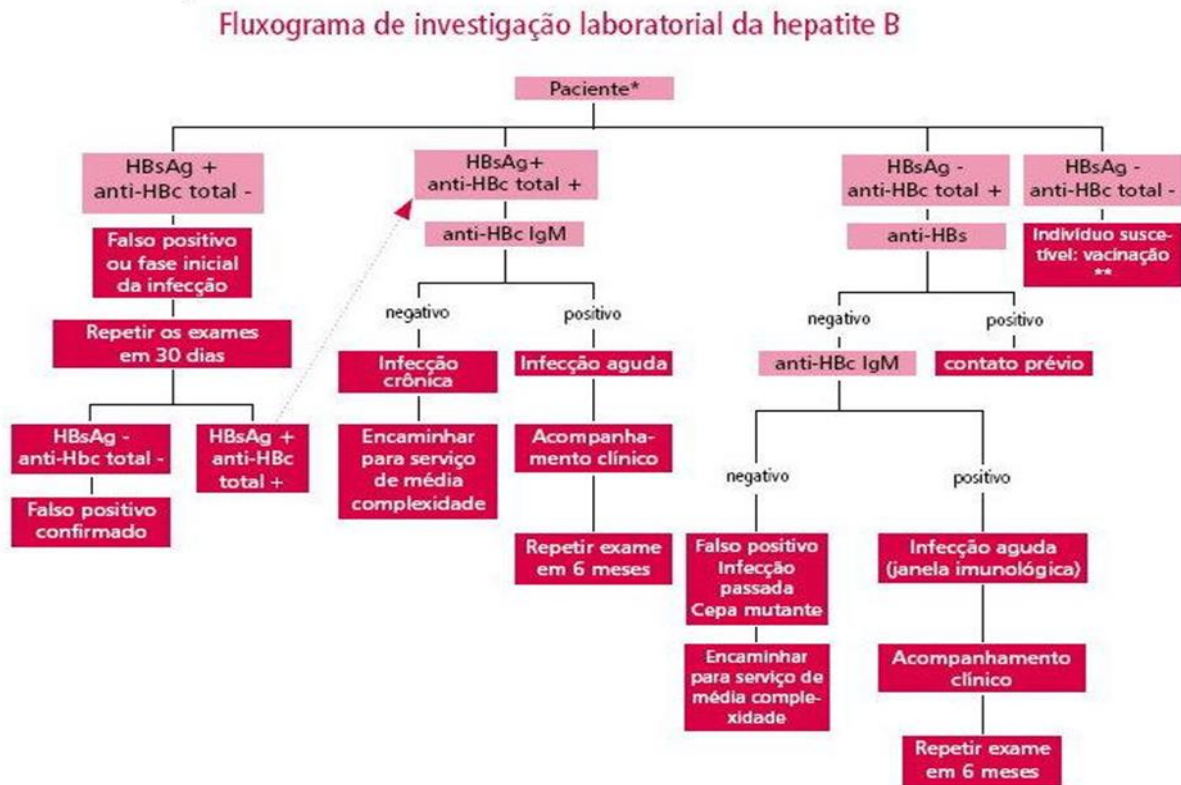 Fluxograma de investigação laboratorial da hepatite B
Paciente*
HBsAg +
anti-HBc total -
Falso positivo
ou fase inicial
da infecção
Repetir os exames
em 30 dias
HBsAg -
anti-Hbc total -
Falso positivo
confirmado
HBsAg +
anti-HBc
total +
HBsAg+
anti-HBc total +
anti-HBc IgM
negativo
Infecção
crônica
Encaminhar
para serviço
de média
complexidade
positivo
Infecção aguda
Acompanha-
mento clínico
Repetir exame
em 6 meses
HBsAg -
anti-HBc total +
anti-HBs
negativo
anti-HBc IgM
negativo
Falso positivo
Infecção
passada
Cepa mutante
Encaminhar
para serviço de
média comple-
xidade
positivo
Infecção aguda
(janela imunológica)
Acompanhamento
clínico
Repetir exame
em 6 meses
positivo
contato prévio
HBsAg -
anti-HBc total -
Indivíduo susce-
tível: vacinação
**